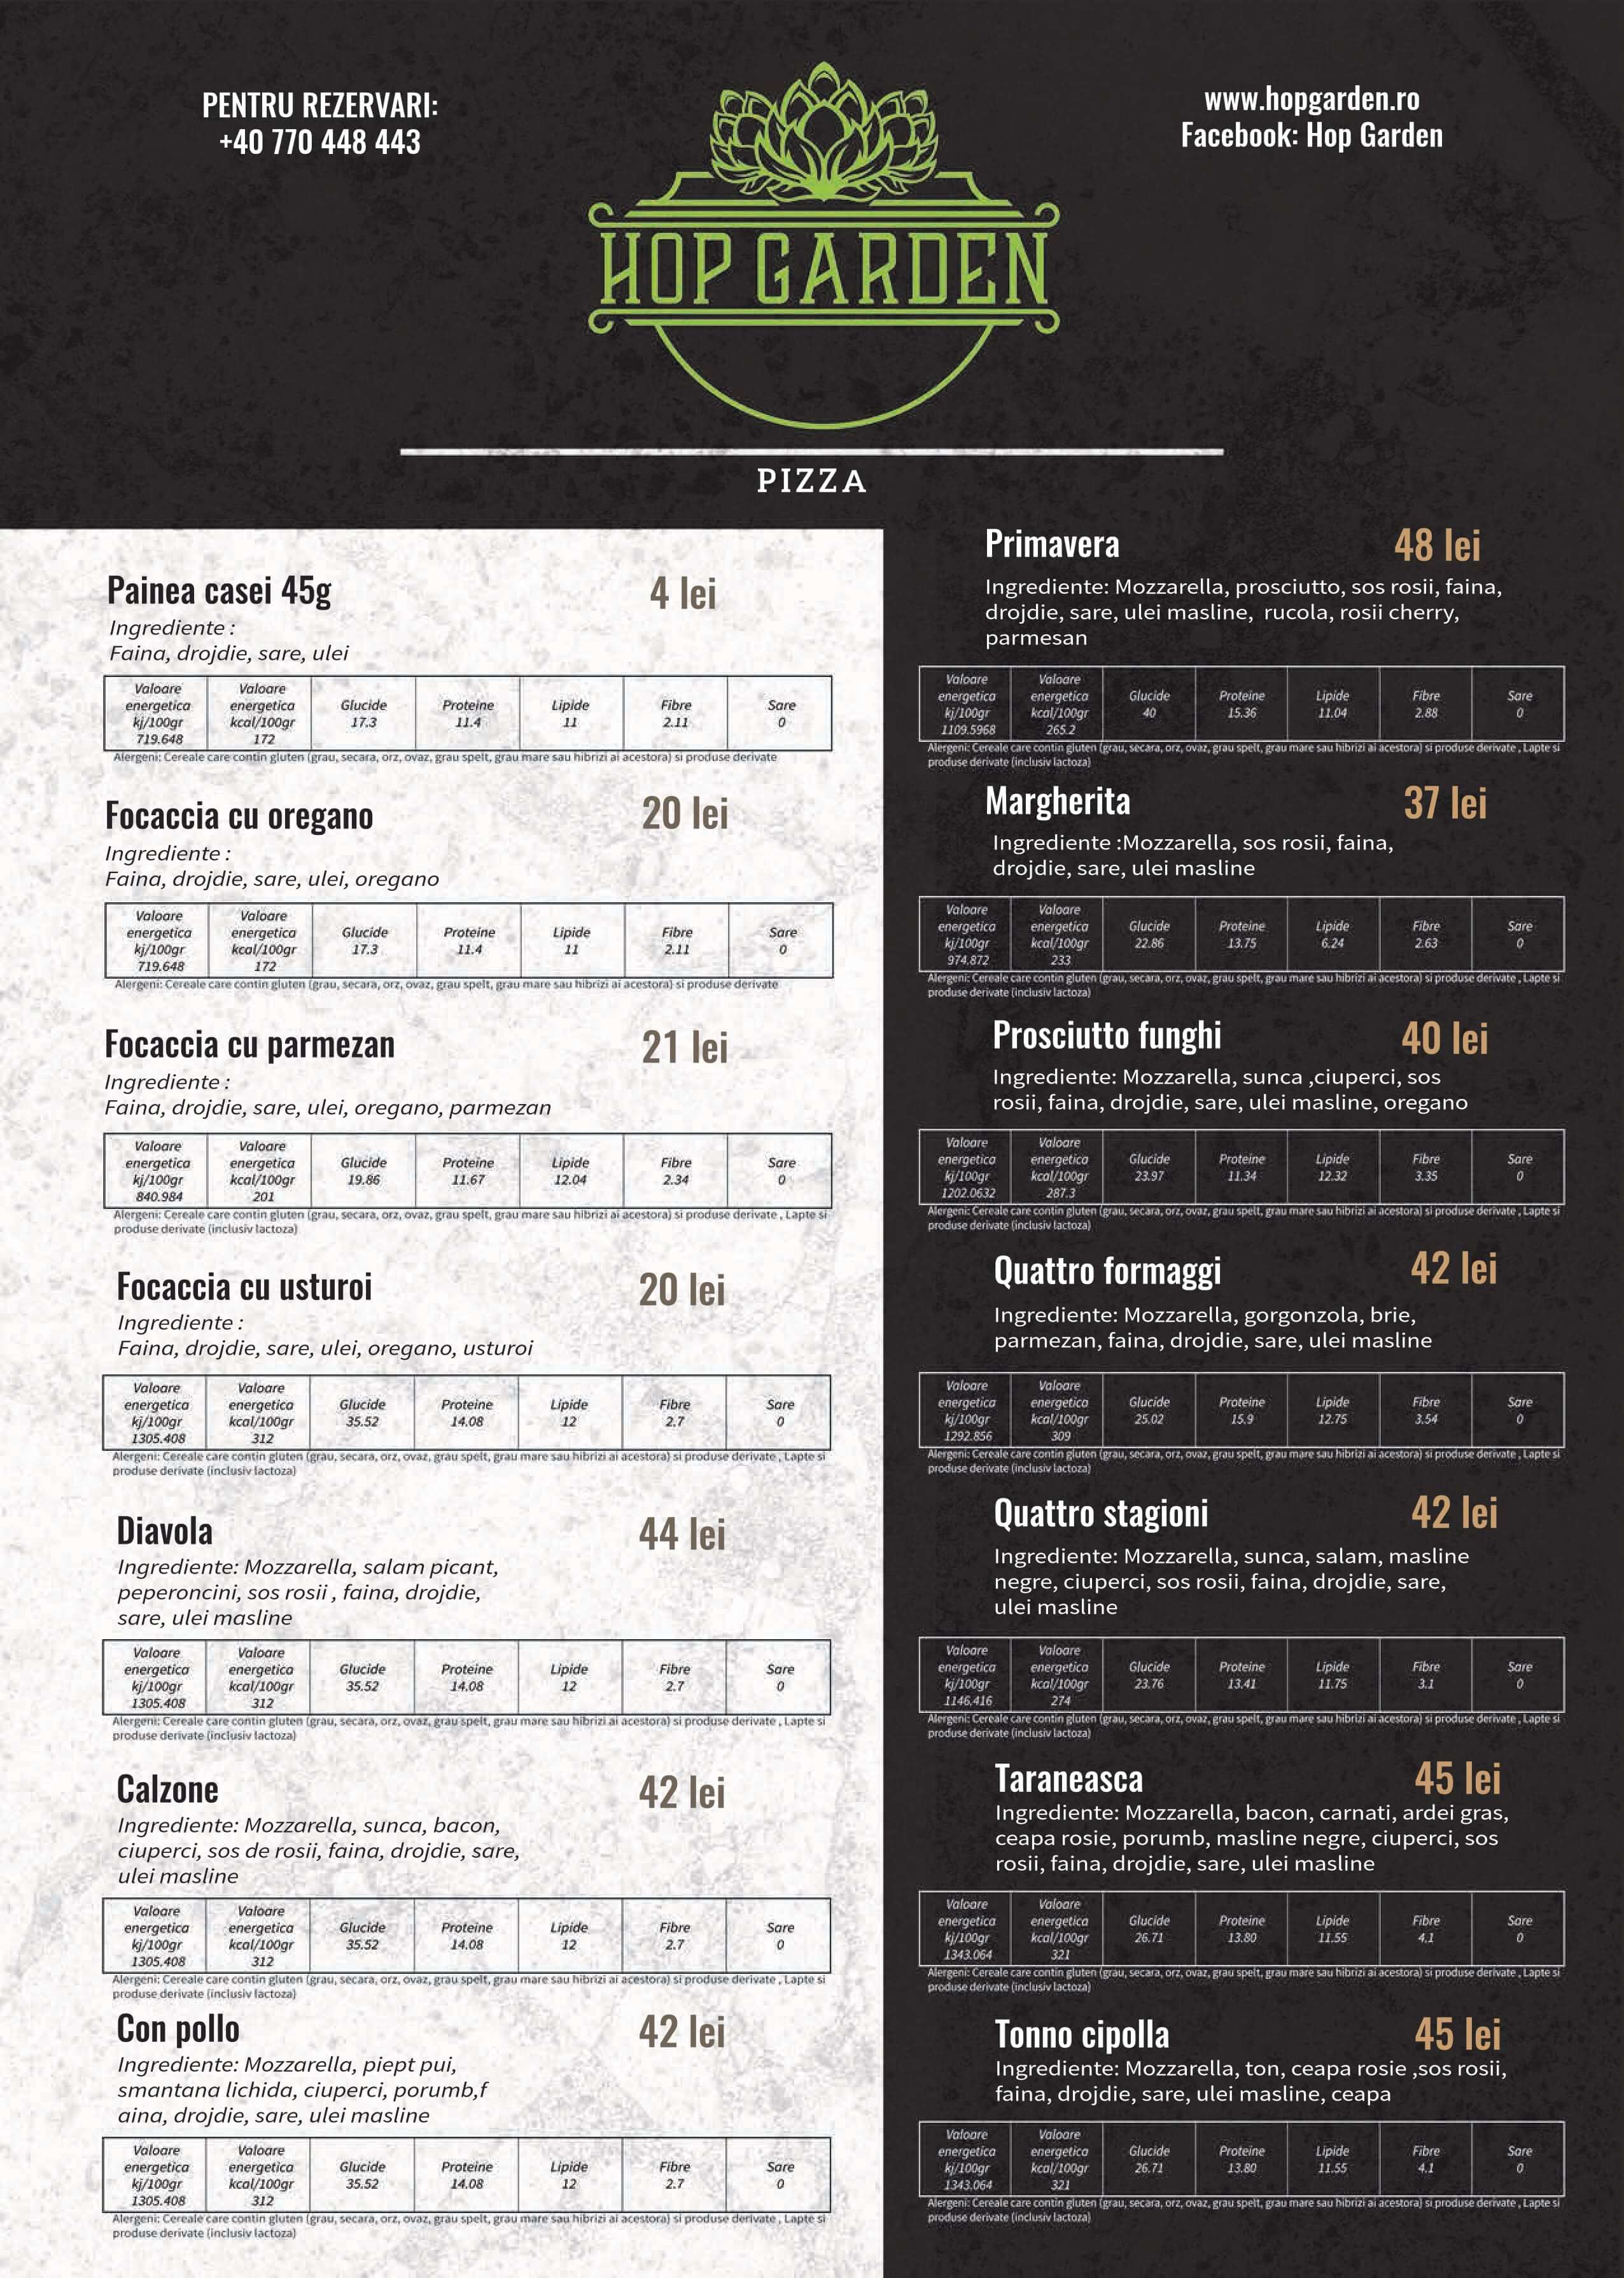 PENTRU REZERVARI:
+40 770 448 443
www.hopgarden.ro
Facebook: Hop Garden
HOP GARDEN
PIZZA
Painea casei 45g 4 lei
Ingrediente :
Faina, drojdie, sare, ulei
Valoare energetica kj/100gr 719.648 Valoare energetica kcal/100gr 172 Glucide 17.3 Proteine 11.4 Lipide 11 Fibre 2.11 Sare 0
Alergeni: Cereale care contin gluten (grau, secara, orz, ovaz, grau spelt, grau mare sau hibrizi ai acestora) si produse derivate
Focaccia cu oregano 20 lei
Ingrediente :
Faina, drojdie, sare, ulei, oregano
Valoare energetica kj/100gr 719.648 Valoare energetica kcal/100gr 172 Glucide 17.3 Proteine 11.4 Lipide 11 Fibre 2.11 Sare 0
Alergeni: Cereale care contin gluten (grau, secara, orz, ovaz, grau spelt, grau mare sau hibrizi ai acestora) si produse derivate
Focaccia cu parmezan 21 lei
Ingrediente :
Faina, drojdie, sare, ulei, oregano, parmezan
Valoare energetica kj/100gr 840.984 Valoare energetica kcal/100gr 201 Glucide 19.86 Proteine 11.67 Lipide 12.04 Fibre 2.34 Sare 0
Alergeni: Cereale care contin gluten (grau, secara, orz, ovaz, grau spelt, grau mare sau hibrizi ai acestora) si produse derivate , Lapte si
produse derivate (inclusiv lactoza)
Focaccia cu usturoi 20 lei
Ingrediente :
Faina, drojdie, sare, ulei, oregano, usturoi
Valoare energetica kj/100gr 1305.408 Valoare energetica kcal/100gr 312 Glucide 35.52 Proteine 14.08 Lipide 12 Fibre 2.7 Sare 0
Alergeni: Cereale care contin gluten (grau, secara, orz, ovaz, grau spelt, grau mare sau hibrizi ai acestora) si produse derivate , Lapte si
produse derivate (inclusiv lactoza)
Diavola 44 lei
Ingrediente: Mozzarella, salam picant,
peperoncini, sos rosii , faina, drojdie,
sare, ulei masline
Valoare energetica kj/100gr 1305.408 Valoare energetica kcal/100gr 312 Glucide 35.52 Proteine 14.08 Lipide 12 Fibre 2.7 Sare 0
Alergeni: Cereale care contin gluten (grau, secara, orz, ovaz, grau spelt, grau mare sau hibrizi ai acestora) si produse derivate , Lapte si
produse derivate (inclusiv lactoza)
Calzone 42 lei
Ingrediente: Mozzarella, sunca, bacon,
ciuperci, sos de rosii, faina, drojdie, sare,
ulei masline
Valoare energetica kj/100gr 1305.408 Valoare energetica kcal/100gr 312 Glucide 35.52 Proteine 14.08 Lipide 12 Fibre 2.7 Sare 0
Alergeni: Cereale care contin gluten (grau, secara, orz, ovaz, grau spelt, grau mare sau hibrizi ai acestora) si produse derivate , Lapte si
produse derivate (inclusiv lactoza)
Con pollo 42 lei
Ingrediente: Mozzarella, piept pui,
smantana lichida, ciuperci, porumb,f
aina, drojdie, sare, ulei masline
Valoare energetica kj/100gr 1305.408 Valoare energetica kcal/100gr 312 Glucide 35.52 Proteine 14.08 Lipide 12 Fibre 2.7 Sare 0
Alergeni: Cereale care contin gluten (grau, secara, orz, ovaz, grau spelt, grau mare sau hibrizi ai acestora) si produse derivate , Lapte si
produse derivate (inclusiv lactoza)
Primavera 48 lei
Ingrediente: Mozzarella, prosciutto, sos rosii, faina,
drojdie, sare, ulei masline, rucola, rosii cherry,
parmesan
Valoare energetica kj/100gr 1109.5968 Valoare energetica kcal/100gr 265.2 Glucide 40 Proteine 15.36 Lipide 11.04 Fibre 2.88 Sare 0
Alergeni: Cereale care contin gluten (grau, secara, orz, ovaz, grau spelt, grau mare sau hibrizi ai acestora) si produse derivate , Lapte si
produse derivate (inclusiv lactoza)
Margherita 37 lei
Ingrediente :Mozzarella, sos rosii, faina,
drojdie, sare, ulei masline
Valoare energetica kj/100gr 974.872 Valoare energetica kcal/100gr 233 Glucide 22.86 Proteine 13.75 Lipide 6.24 Fibre 2.63 Sare 0
Alergeni: Cereale care contin gluten (grau, secara, orz, ovaz, grau spelt, grau mare sau hibrizi ai acestora) si produse derivate , Lapte si
produse derivate (inclusiv lactoza)
Prosciutto funghi 40 lei
Ingrediente: Mozzarella, sunca ,ciuperci, sos
rosii, faina, drojdie, sare, ulei masline, oregano
Valoare energetica kj/100gr 1202.0632 Valoare energetica kcal/100gr 287.3 Glucide 23.97 Proteine 11.34 Lipide 12.32 Fibre 3.35 Sare 0
Alergeni: Cereale care contin gluten (grau, secara, orz, ovaz, grau spelt, grau mare sau hibrizi ai acestora) si produse derivate , Lapte si
produse derivate (inclusiv lactoza)
Quattro formaggi 42 lei
Ingrediente: Mozzarella, gorgonzola, brie,
parmezan, faina, drojdie, sare, ulei masline
Valoare energetica kj/100gr 1292.856 Valoare energetica kcal/100gr 309 Glucide 25.02 Proteine 15.9 Lipide 12.75 Fibre 3.54 Sare 0
Alergeni: Cereale care contin gluten (grau, secara, orz, ovaz, grau spelt, grau mare sau hibrizi ai acestora) si produse derivate , Lapte si
produse derivate (inclusiv lactoza)
Quattro stagioni 42 lei
Ingrediente: Mozzarella, sunca, salam, masline
negre, ciuperci, sos rosii, faina, drojdie, sare,
ulei masline
Valoare energetica kj/100gr 1146.416 Valoare energetica kcal/100gr 274 Glucide 23.76 Proteine 13.41 Lipide 11.75 Fibre 3.1 Sare 0
Alergeni: Cereale care contin gluten (grau, secara, orz, ovaz, grau spelt, grau mare sau hibrizi ai acestora) si produse derivate , Lapte si
produse derivate (inclusiv lactoza)
Taraneasca 45 lei
Ingrediente: Mozzarella, bacon, carnati, ardei gras,
ceapa rosie, porumb, masline negre, ciuperci, sos
rosii, faina, drojdie, sare, ulei masline
Valoare energetica kj/100gr 1343.064 Valoare energetica kcal/100gr 321 Glucide 26.71 Proteine 13.80 Lipide 11.55 Fibre 4.1 Sare 0
Alergeni: Cereale care contin gluten (grau, secara, orz, ovaz, grau spelt, grau mare sau hibrizi ai acestora) si produse derivate , Lapte si
produse derivate (inclusiv lactoza)
Tonno cipolla 45 lei
Ingrediente: Mozzarella, ton, ceapa rosie ,sos rosii,
faina, drojdie, sare, ulei masline, ceapa
Valoare energetica kj/100gr 1343.064 Valoare energetica kcal/100gr 321 Glucide 26.71 Proteine 13.80 Lipide 11.55 Fibre 4.1 Sare 0
Alergeni: Cereale care contin gluten (grau, secara, orz, ovaz, grau spelt, grau mare sau hibrizi ai acestora) si produse derivate , Lapte si
produse derivate (inclusiv lactoza)